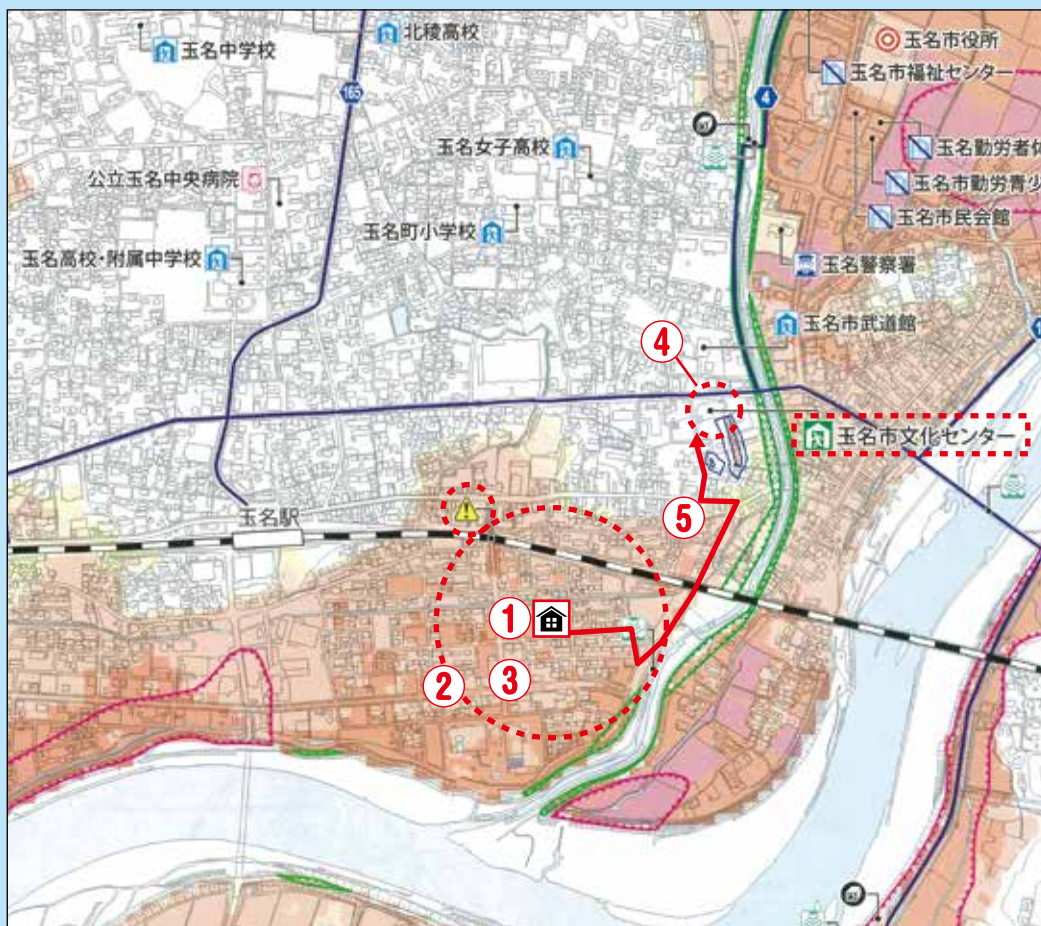 北稜高校
玉名中学校
玉名市役所
玉名市福祉センター
165
4
玉名女子高校
玉名勤労者体
公立玉名中央病院
玉名市勤労青少
玉名町小学校
玉名市民会館
玉名高校・附属中学校
玉名警察署
玉名市武道館
④
玉名市文化センター
玉名駅
⑤
①
②
③